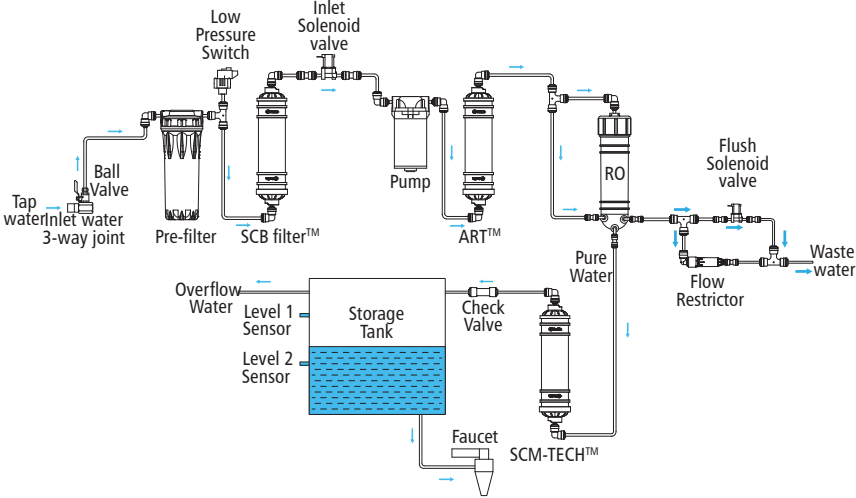 Low
Pressure
Switch
Inlet
Solenoid
valve
Ball
Valve
Tap
water
Inlet water
3-way joint
Pre-filter
SCB filter™
Pump
ART™
RO
Flush
Solenoid
valve
Waste
water
Flow
Restrictor
Pure
Water
Overflow
Water
Level 1
Sensor
Level 2
Sensor
Storage
Tank
Check
Valve
SCM-TECH™
Faucet